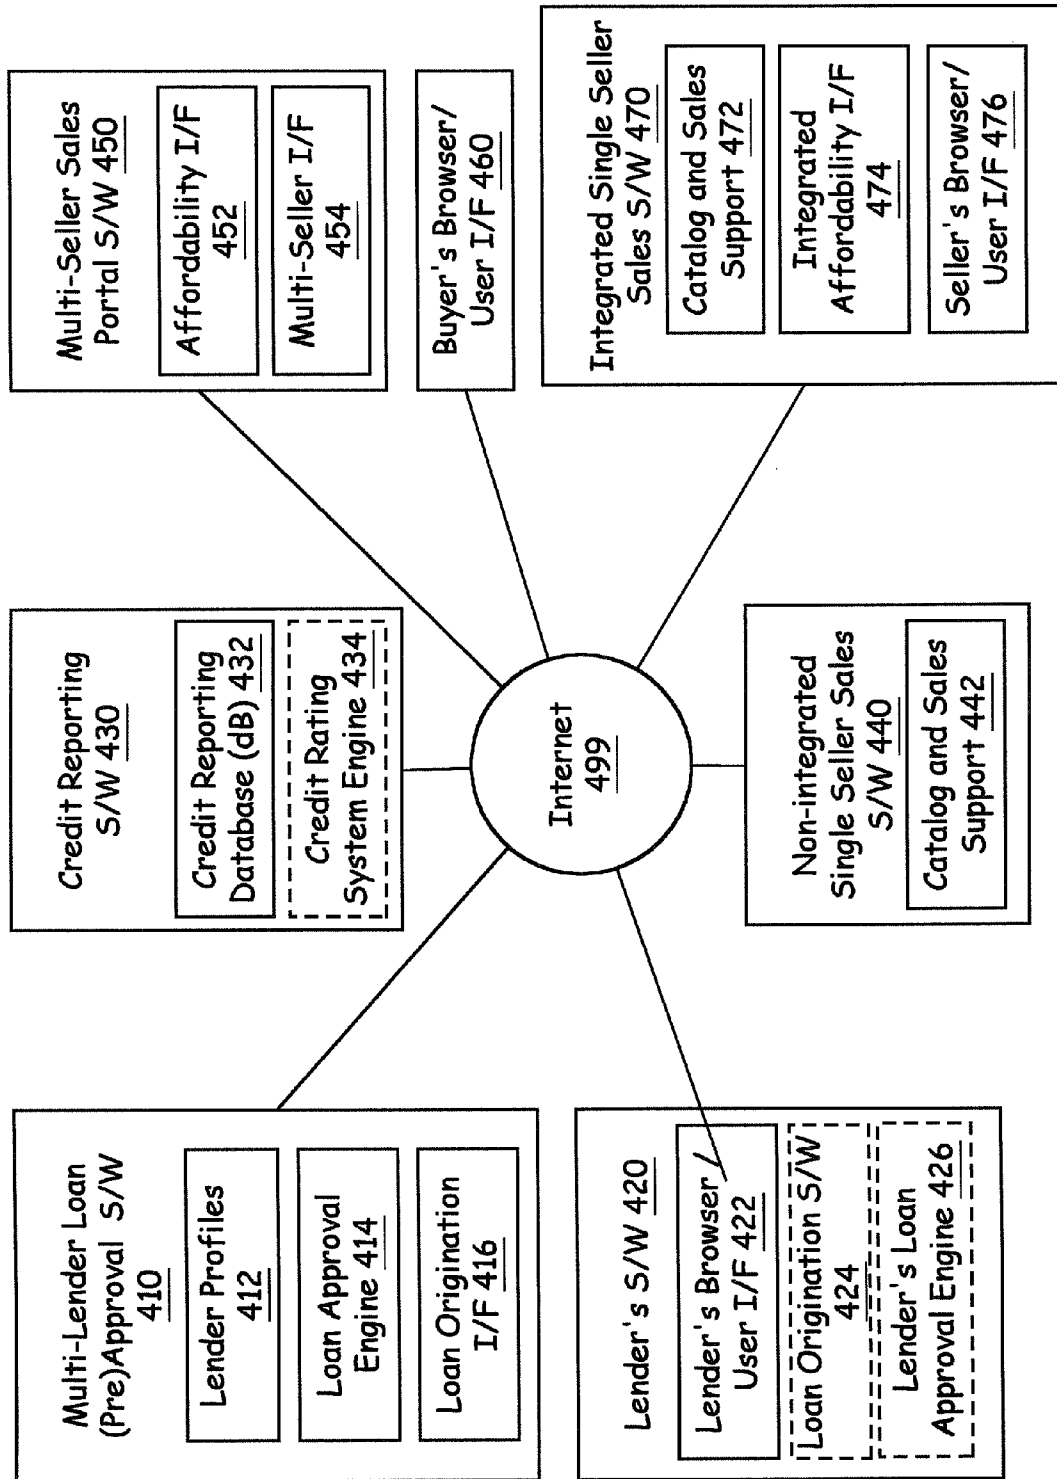 Multi-Lender Loan
(Pre)Approval S/W
410
Lender Profiles
412
Loan Approval
Engine 414
Loan Origination
I/F 416
Credit Reporting
S/W 430
Credit Reporting
Database (dB) 432
Credit Rating
System Engine 434
Multi-Seller Sales
Portal S/W 450
Affordability I/F
452
Multi-Seller I/F
454
Internet
499
Buyer's Browser/
User I/F 460
Lender's S/W 420
Lender's Browser /
User I/F 422
Loan Origination S/W
424
Lender's Loan
Approval Engine 426
Non-integrated
Single Seller Sales
S/W 440
Catalog and Sales
Support 442
Integrated Single Seller
Sales S/W 470
Catalog and Sales
Support 472
Integrated
Affordability I/F
474
Seller's Browser/
User I/F 476